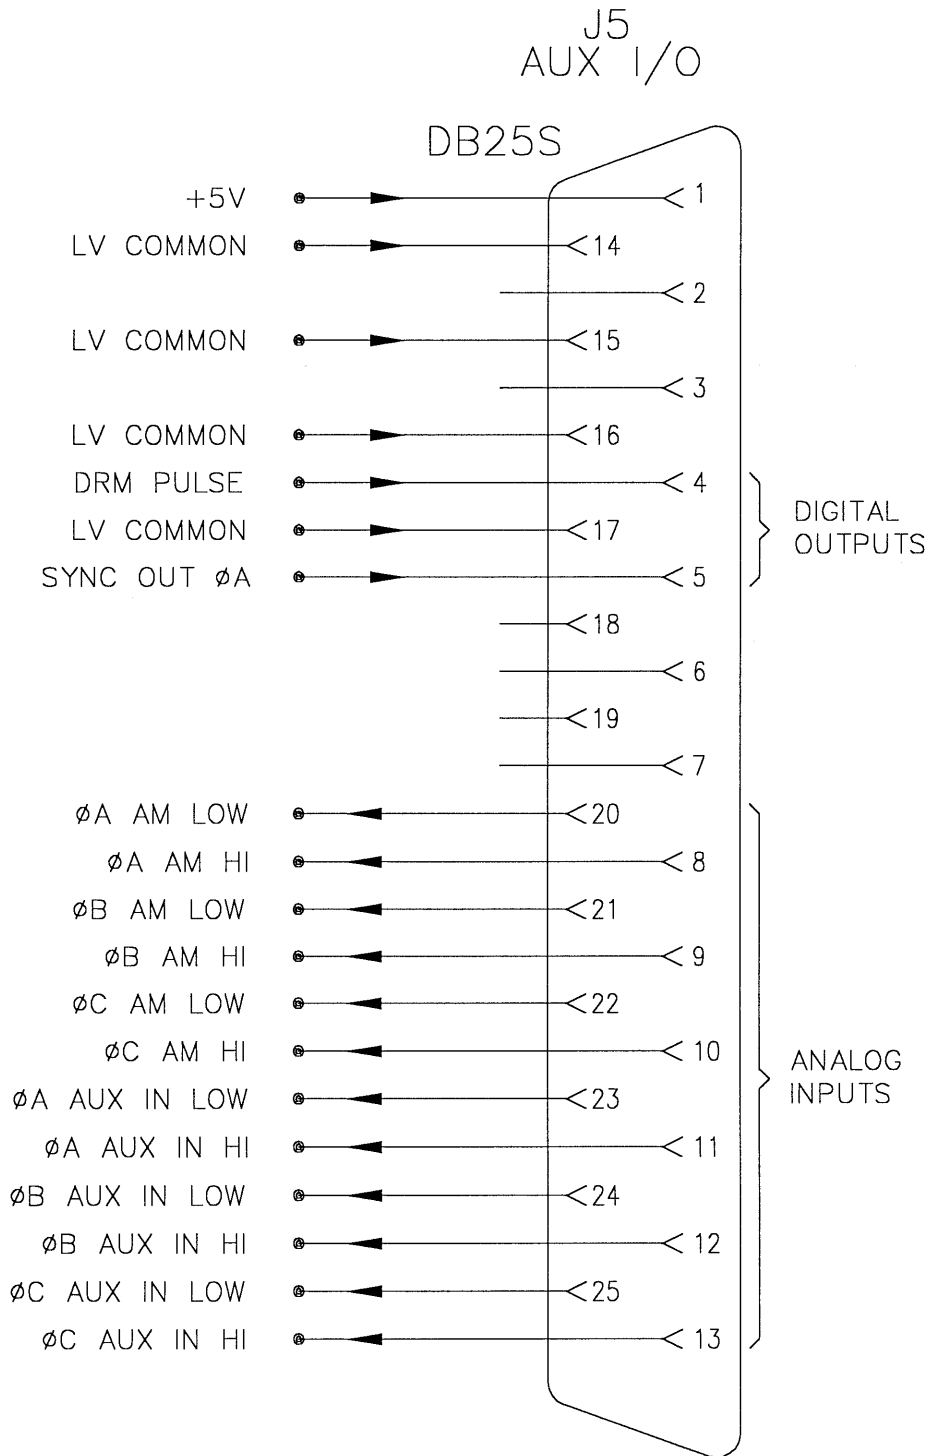 J5
AUX I/O
DB25S
+5V 1
LV COMMON 14
2
LV COMMON 15
3
LV COMMON 16
DRM PULSE 4
LV COMMON 17
SYNC OUT øA 5
DIGITAL
OUTPUTS
18
6
19
7
øA AM LOW 20
øA AM HI 8
øB AM LOW 21
øB AM HI 9
øC AM LOW 22
øC AM HI 10
øA AUX IN LOW 23
øA AUX IN HI 11
øB AUX IN LOW 24
øB AUX IN HI 12
øC AUX IN LOW 25
øC AUX IN HI 13
ANALOG
INPUTS